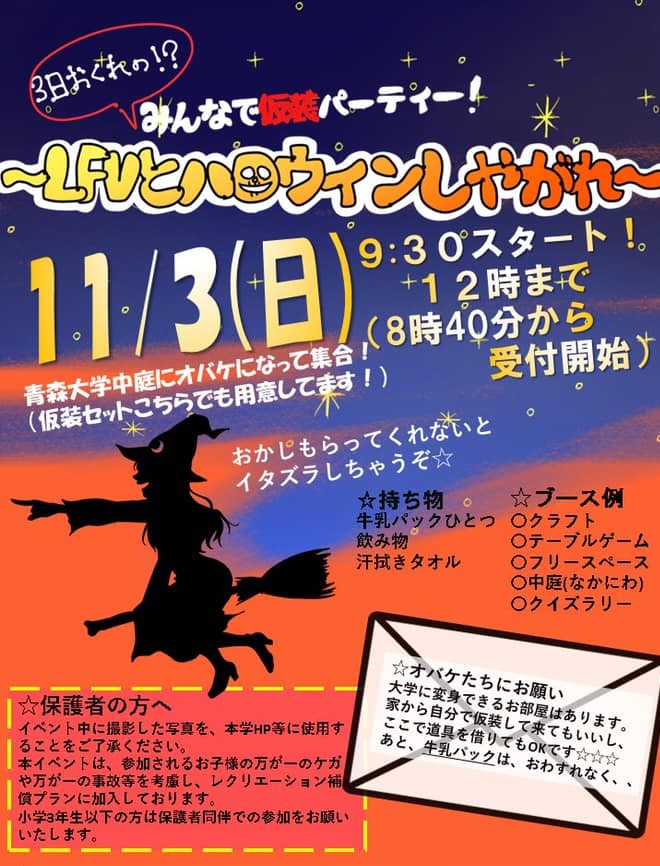 3日おくれの!?
みんなで仮装パーティー!
~LFVとハロウィンしやがれ~
11/3(日)
9:30スタート!
12時まで
(8時40分から
受付開始)
青森大学中庭にオバケになって集合!
(仮装セットこちらでも用意してます!)
おかしもらってくれないと
イタズラしちゃうぞ☆
☆持ち物
牛乳パックひとつ
飲み物
汗拭きタオル
☆ブース例
○クラフト
○テーブルゲーム
○フリースペース
○中庭(なかにわ)
○クイズラリー
☆オバケたちにお願い
大学に変身できるお部屋はあります。
家から自分で仮装して来てもいいし、
ここで道具を借りてもOKです☆☆☆
あと、牛乳パックは、おわすれなく、、
☆保護者の方へ
イベント中に撮影した写真を、本学HP等に使用す
ることをご了承ください。
本イベントは、参加されるお子様の万が一のケガ
や万が一の事故等を考慮し、レクリエーション補
償プランに加入しております。
小学3年生以下の方は保護者同伴での参加をお願い
いたします。